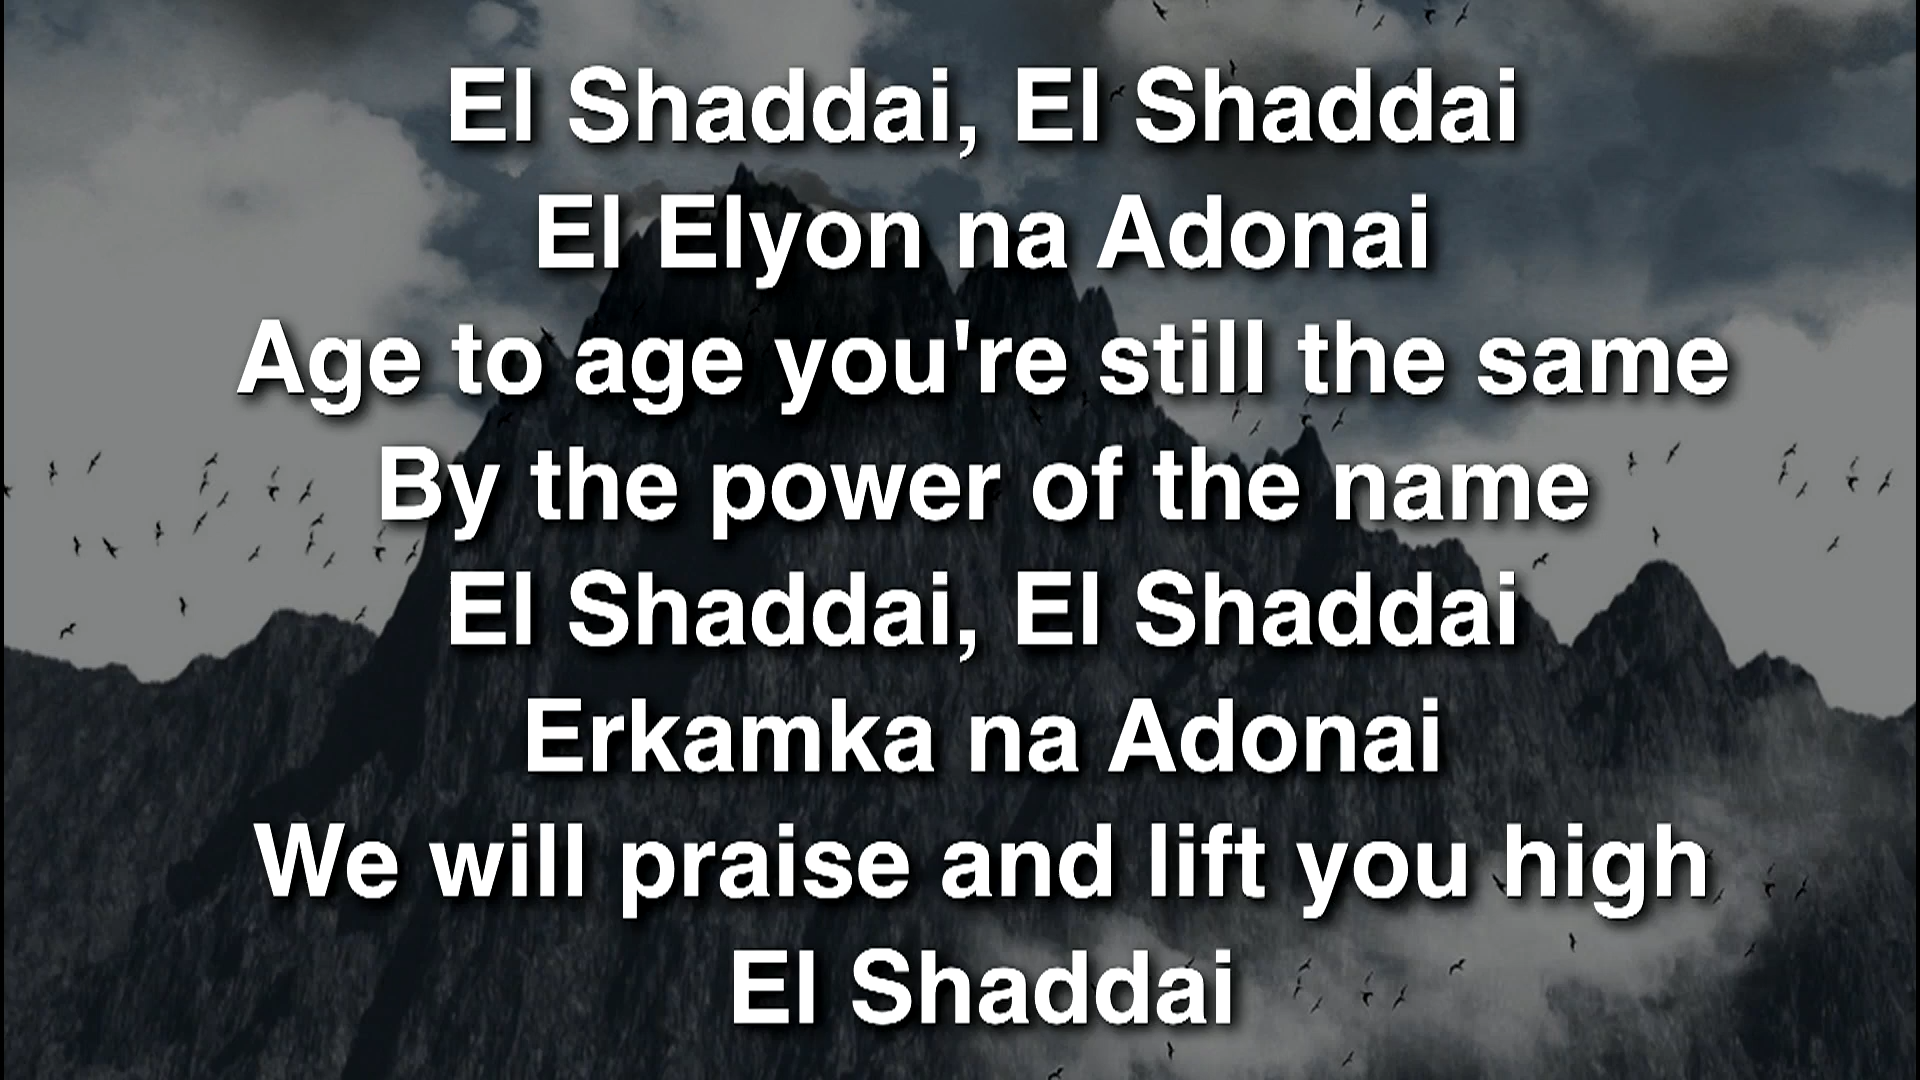 El Shaddai, El Shaddai
El Elyon na Adonai
Age to age you're still the same
By the power of the name
El Shaddai, El Shaddai
Erkamka na Adonai
We will praise and lift you high
El Shaddai